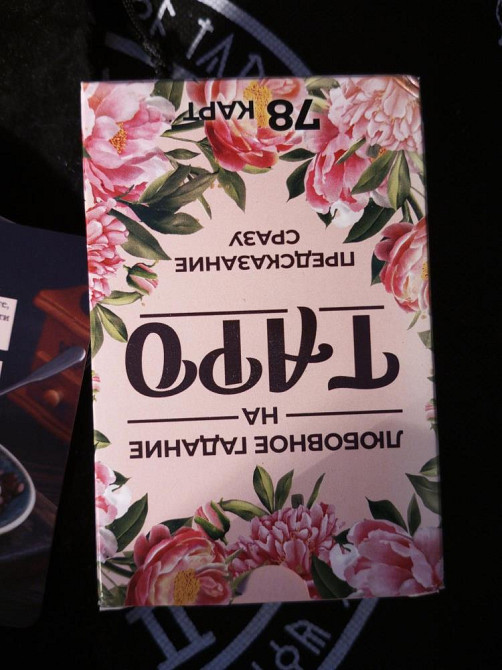 ЛЮБОВНОЕ ГАДАНИЕ
НА
ТАРО
ПРЕДСКАЗАНИЕ
СРАЗУ
78 КАРТ